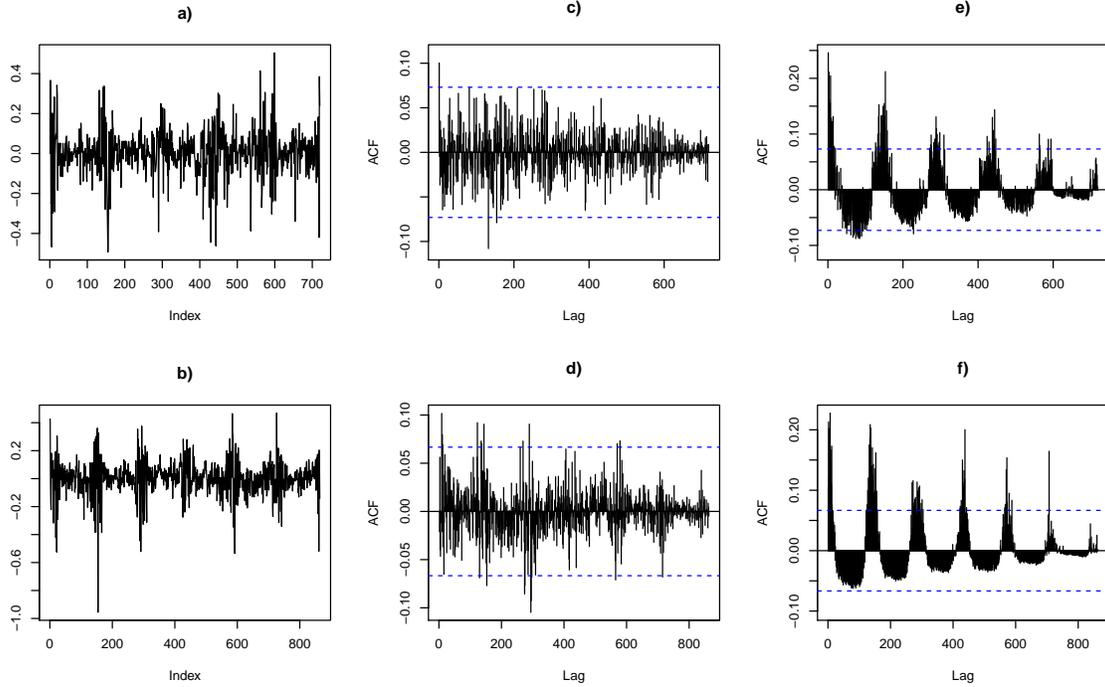 a)
0.4
0.2
0.0
−0.2
−0.4
0 100 200 300 400 500 600 700
Index
c)
ACF
0.10
0.05
0.00
−0.10
0 200 400 600
Lag
e)
ACF
0.20
0.10
0.00
−0.10
0 200 400 600
Lag
b)
0.2
−0.2
−0.6
−1.0
0 200 400 600 800
Index
d)
ACF
0.10
0.05
0.00
−0.05
−0.10
0 200 400 600 800
Lag
f)
ACF
0.20
0.10
0.00
−0.10
0 200 400 600 800
Lag